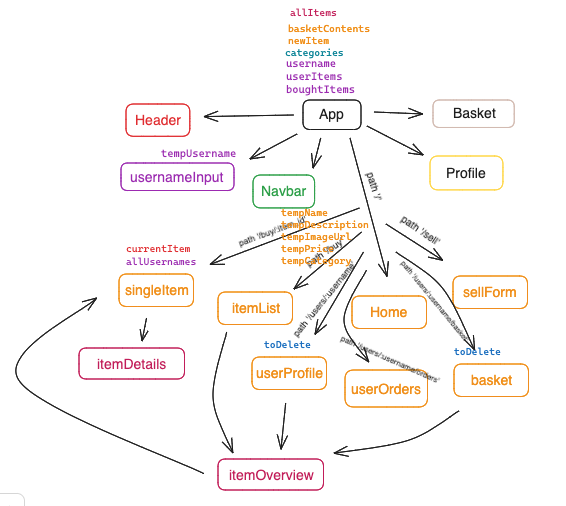 allItems
basketContents
newItem
categories
username
userItems
boughtItems
App
Basket
Header
tempUsername
usernameInput
Navbar
Profile
path '/'
tempName
tempDescription
tempImageUrl
tempPrice
tempCategory
path '/buy/:item_id'
path '/buy'
path '/sell'
path '/users/:username'
path '/users/:username/basket'
path '/users/:username/orders'
currentItem
allUsernames
singleItem
itemList
Home
sellForm
itemDetails
toDelete
userProfile
userOrders
toDelete
basket
itemOverview